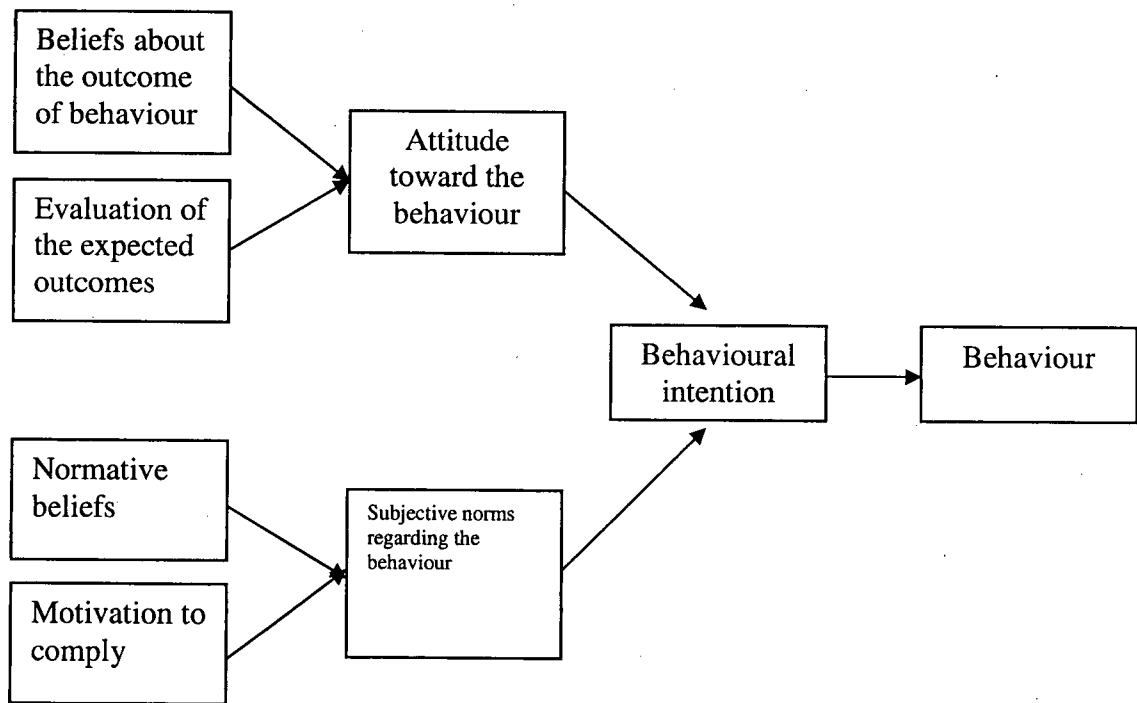 Beliefs about
the outcome
of behaviour
Evaluation of
the expected
outcomes
Attitude
toward the
behaviour
Behavioural
intention
Behaviour
Normative
beliefs
Motivation to
comply
Subjective norms
regarding the
behaviour